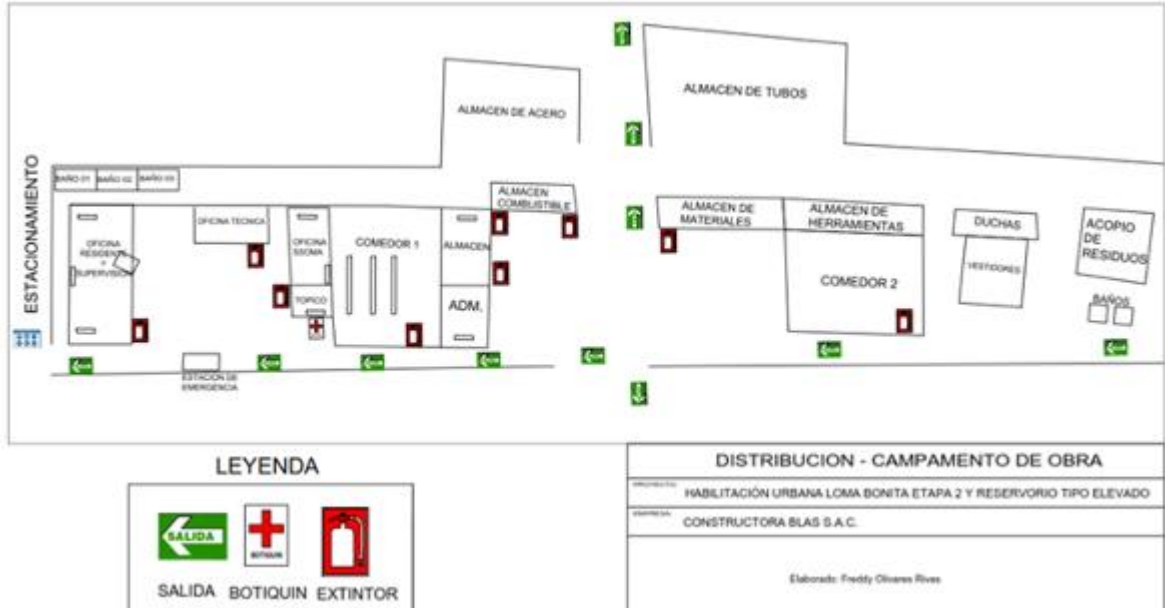 ALMACEN DE TUBOS
ALMACEN DE ACERO
ESTACIONAMIENTO
BAÑO 01
BAÑO 02
BAÑO 03
ALMACEN
COMBUSTIBLE
ALMACEN DE
MATERIALES
ALMACEN DE
HERRAMIENTAS
DUCHAS
ACOPIO
DE
RESIDUOS
OFICINA TECNICA
OFICINA
RESIDENTE
Y
SUPERVISION
OFICINA
SSOMA
COMEDOR 1
ALMACEN
VESTIDORES
COMEDOR 2
TOPICO
ADM.
BAÑOS
ESTACION DE
EMERGENCIA
LEYENDA
SALIDA
BOTIQUIN
SALIDA BOTIQUIN EXTINTOR
DISTRIBUCION - CAMPAMENTO DE OBRA
PROYECTO:
HABILITACIÓN URBANA LOMA BONITA ETAPA 2 Y RESERVORIO TIPO ELEVADO
EMPRESA:
CONSTRUCTORA BLAS S.A.C.
Elaborado: Freddy Olivares Rivas